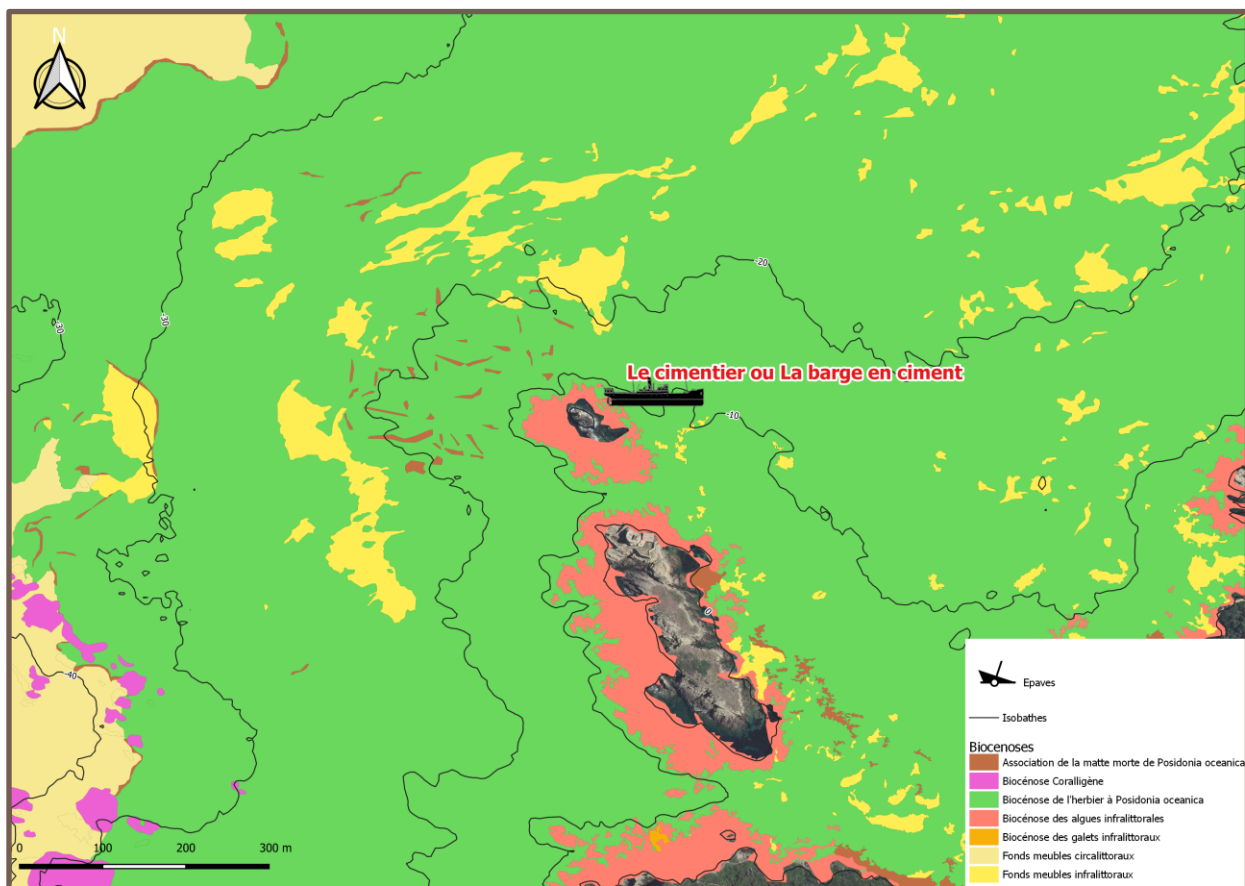 N
-20
-30
-30
Le cimentier ou La barge en ciment
-10
0
-40
Epaves
Isobathes
Biocenoses
Association de la matte morte de Posidonia oceanica
Biocénose Coralligène
Biocénose de l'herbier à Posidonia oceanica
Biocénose des algues infralittorales
Biocénose des galets infralittoraux
Fonds meubles circalittoraux
Fonds meubles infralittoraux
0 100 200 300 m